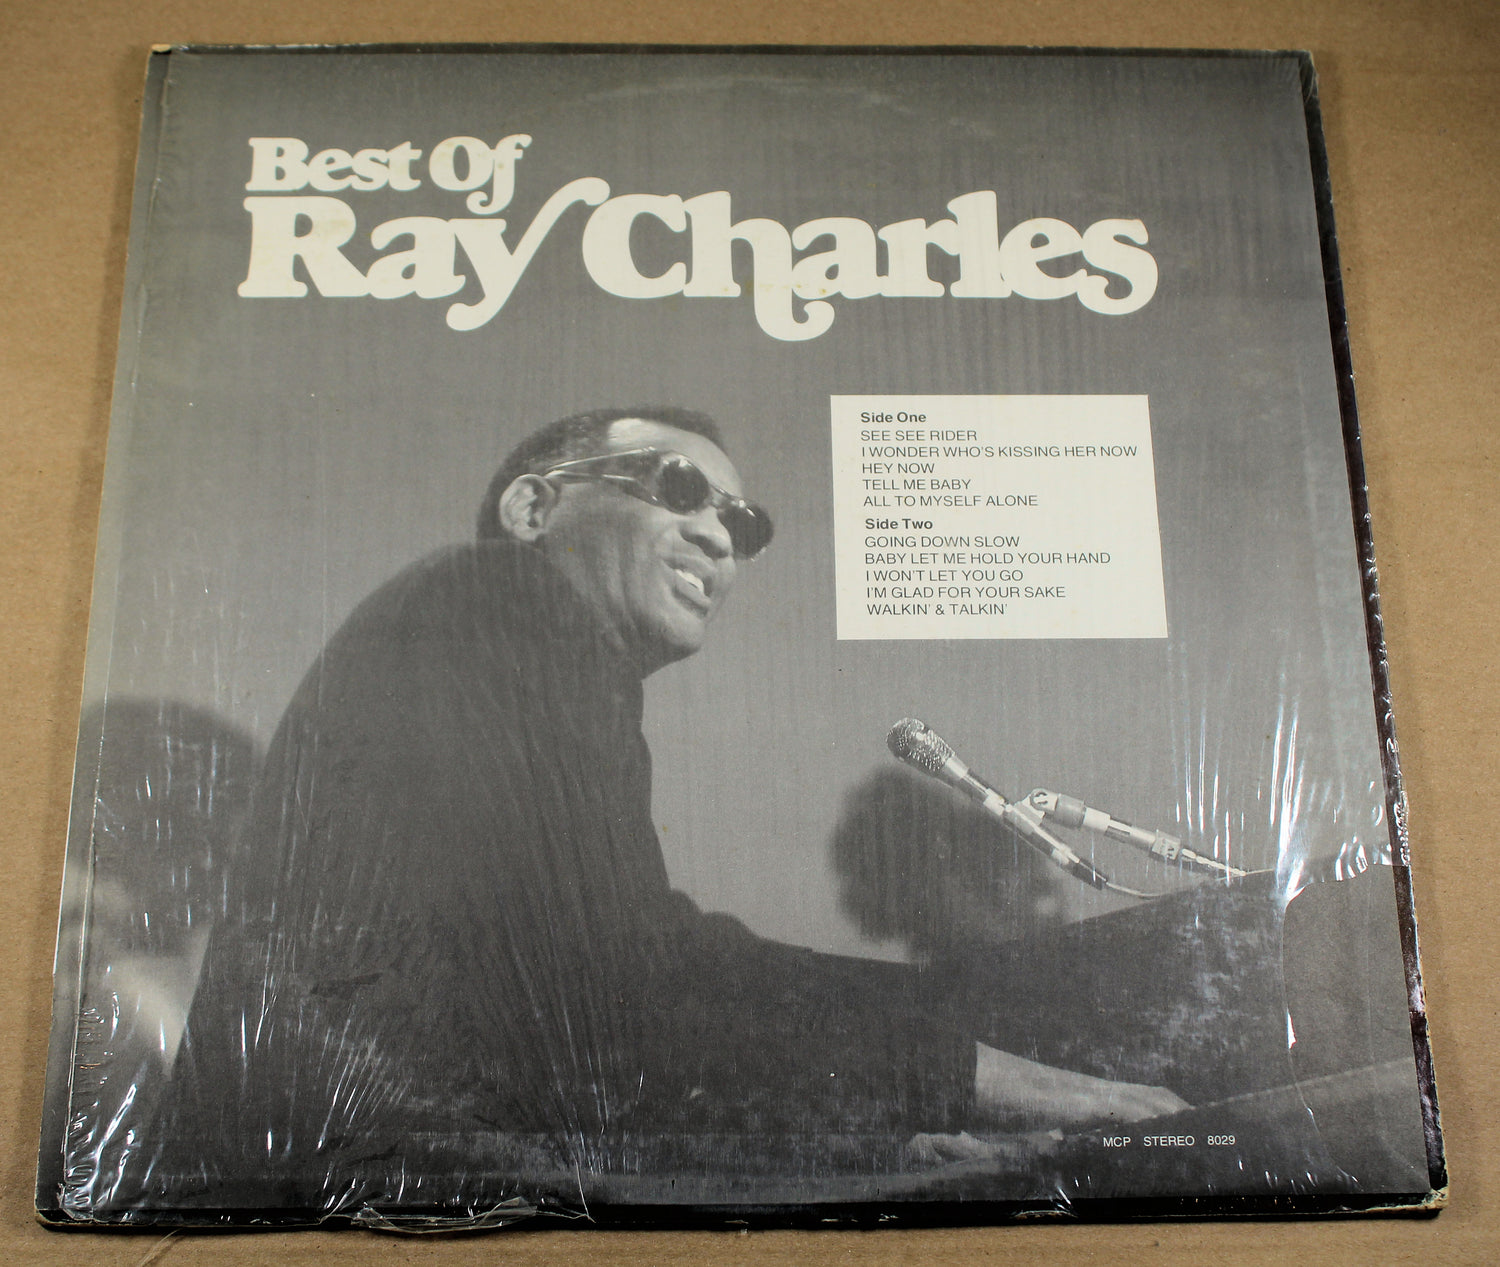 Best Of
Ray Charles
Side One
SEE SEE RIDER
I WONDER WHO'S KISSING HER NOW
HEY NOW
TELL ME BABY
ALL TO MYSELF ALONE
Side Two
GOING DOWN SLOW
BABY LET ME HOLD YOUR HAND
I WON'T LET YOU GO
I'M GLAD FOR YOUR SAKE
WALKIN' & TALKIN'
MCP STEREO 8029